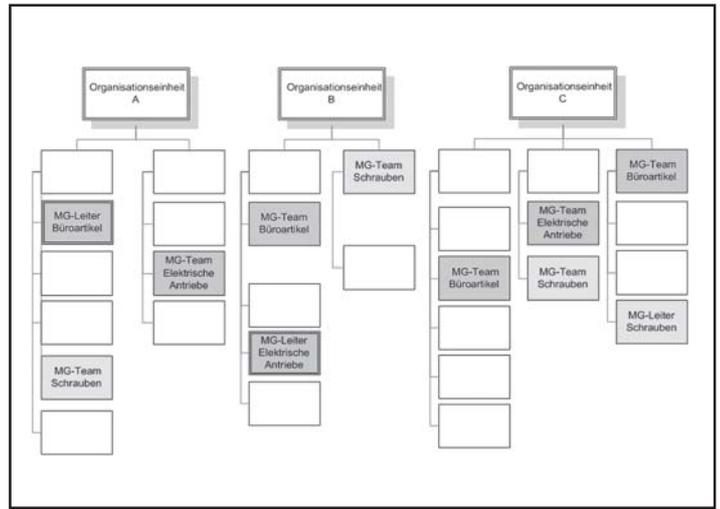 Organisationseinheit
A
MG-Leiter
Büroartikel
MG-Team
Schrauben
MG-Team
Elektrische
Antriebe
Organisationseinheit
B
MG-Team
Büroartikel
MG-Leiter
Elektrische
Antriebe
MG-Team
Schrauben
Organisationseinheit
C
MG-Team
Büroartikel
MG-Team
Elektrische
Antriebe
MG-Team
Schrauben
MG-Team
Büroartikel
MG-Leiter
Schrauben